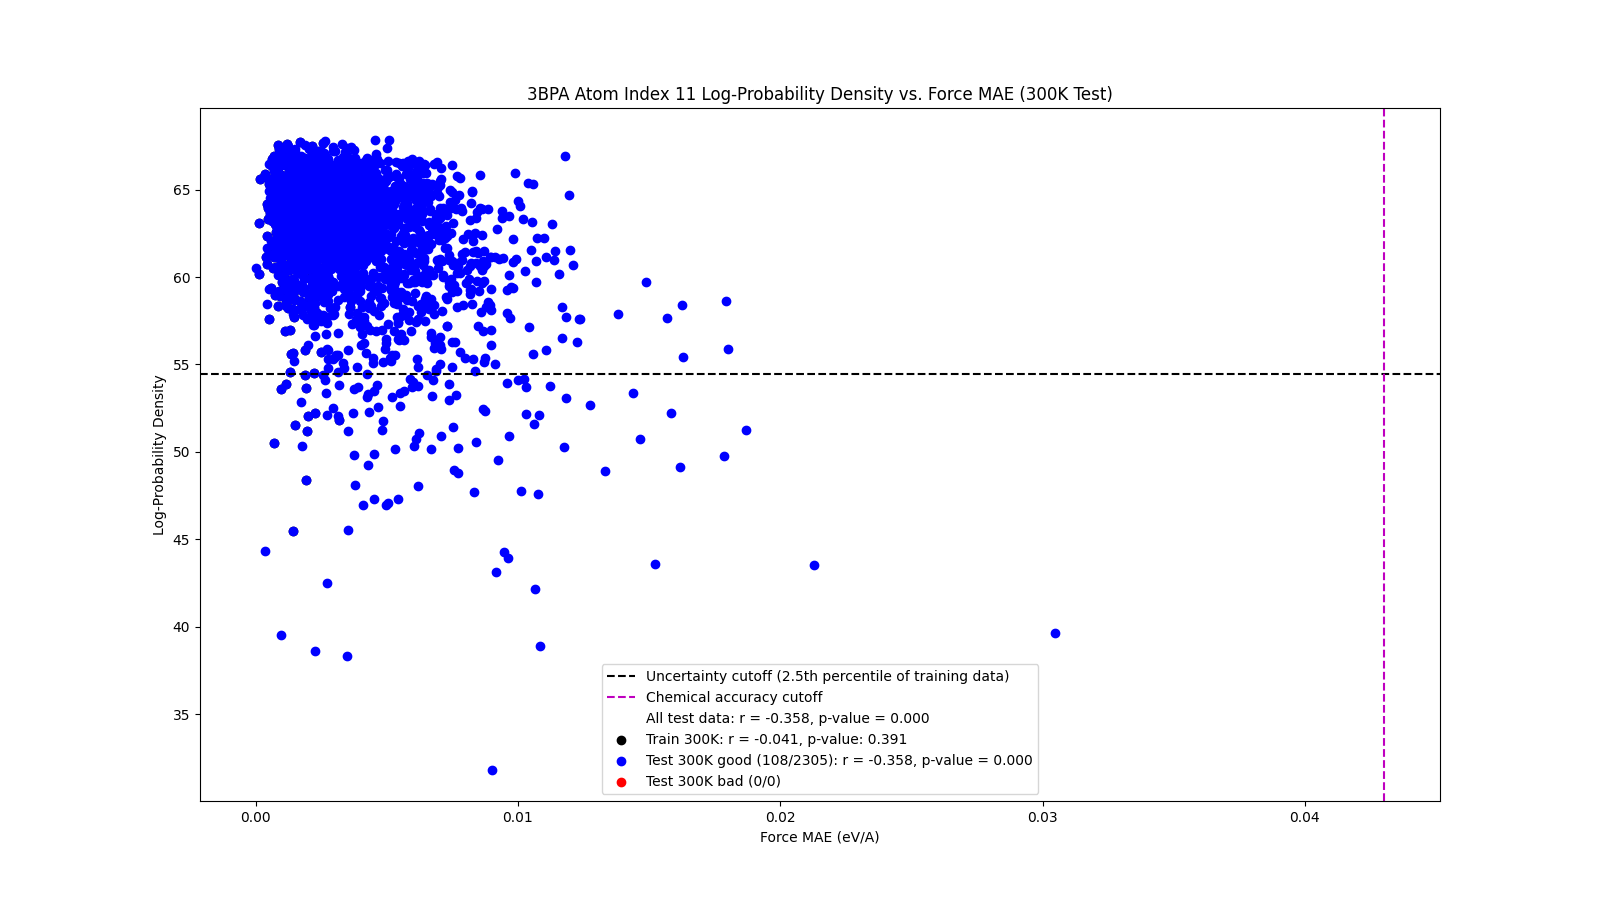 3BPA Atom Index 11 Log-Probability Density vs. Force MAE (300K Test)
65
60
55
50
45
40
35
Log-Probability Density
Uncertainty cutoff (2.5th percentile of training data)
Chemical accuracy cutoff
All test data: r = -0.358, p-value = 0.000
Train 300K: r = -0.041, p-value: 0.391
Test 300K good (108/2305): r = -0.358, p-value = 0.000
Test 300K bad (0/0)
0.00 0.01 0.02 0.03 0.04
Force MAE (eV/A)